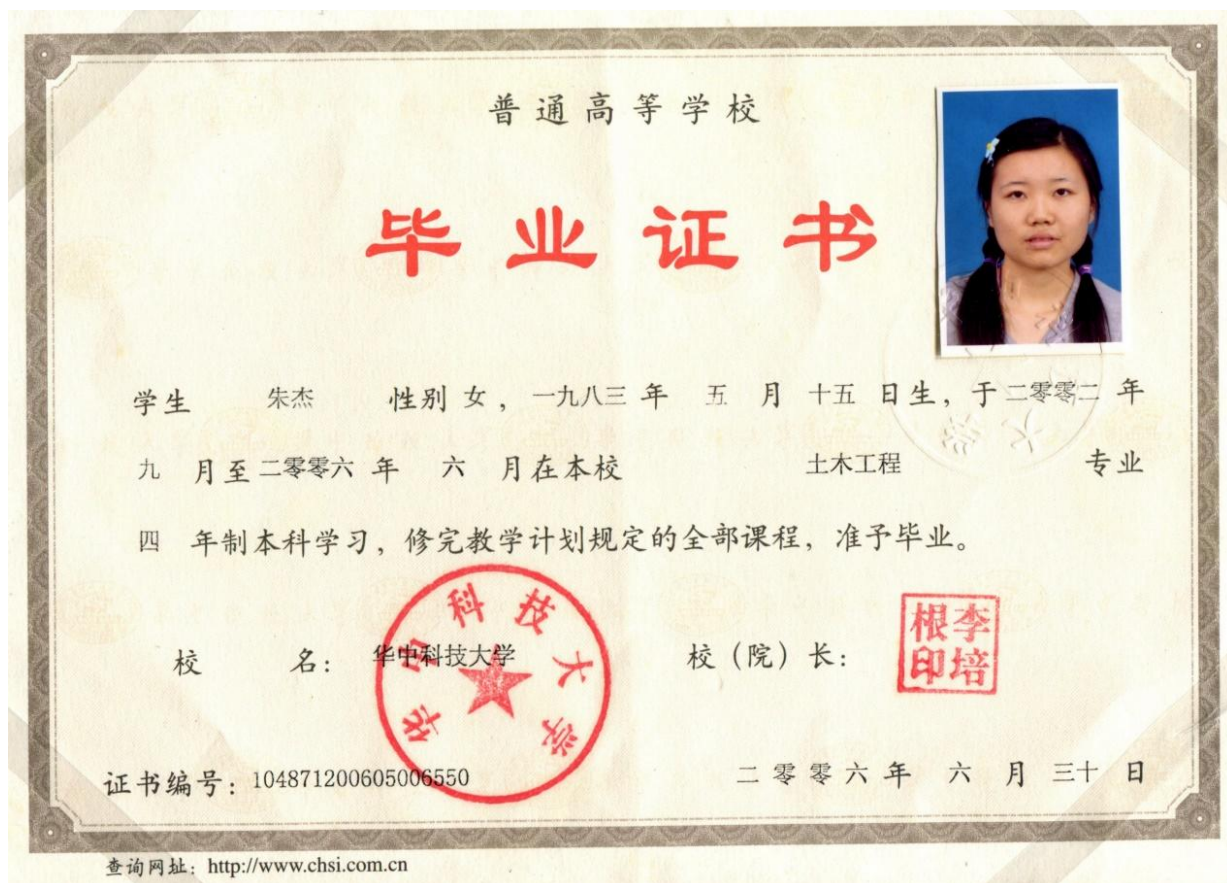 普通高等学校
毕业证书
学生 朱杰 性别 女，一九八三 年 五 月 十五 日生，于 二零零二 年
九 月至 二零零六 年 六 月在本校 土木工程 专业
四 年制本科学习，修完教学计划规定的全部课程，准予毕业。
校 名： 华中科技大学 校（院）长：
华中科技大学
李培根印
证书编号：104871200605006550 二零零六年 六 月 三十 日
查询网址：http://www.chsi.com.cn